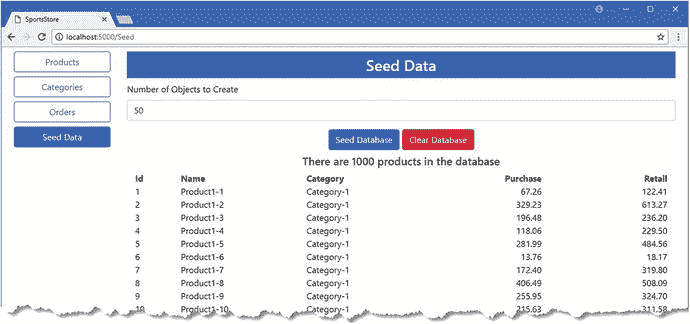 SportsStore
localhost:5000/Seed
Products
Categories
Orders
Seed Data
Seed Data
Number of Objects to Create
50
Seed Database Clear Database
There are 1000 products in the database
Id Name Category Purchase Retail
1 Product1-1 Category-1 67.26 122.41
2 Product1-2 Category-1 329.23 613.27
3 Product1-3 Category-1 196.48 236.20
4 Product1-4 Category-1 118.06 229.50
5 Product1-5 Category-1 281.99 484.56
6 Product1-6 Category-1 13.76 18.17
7 Product1-7 Category-1 172.40 319.80
8 Product1-8 Category-1 406.49 508.09
9 Product1-9 Category-1 255.95 324.70
10 Product1-10 Category-1 215.63 311.58